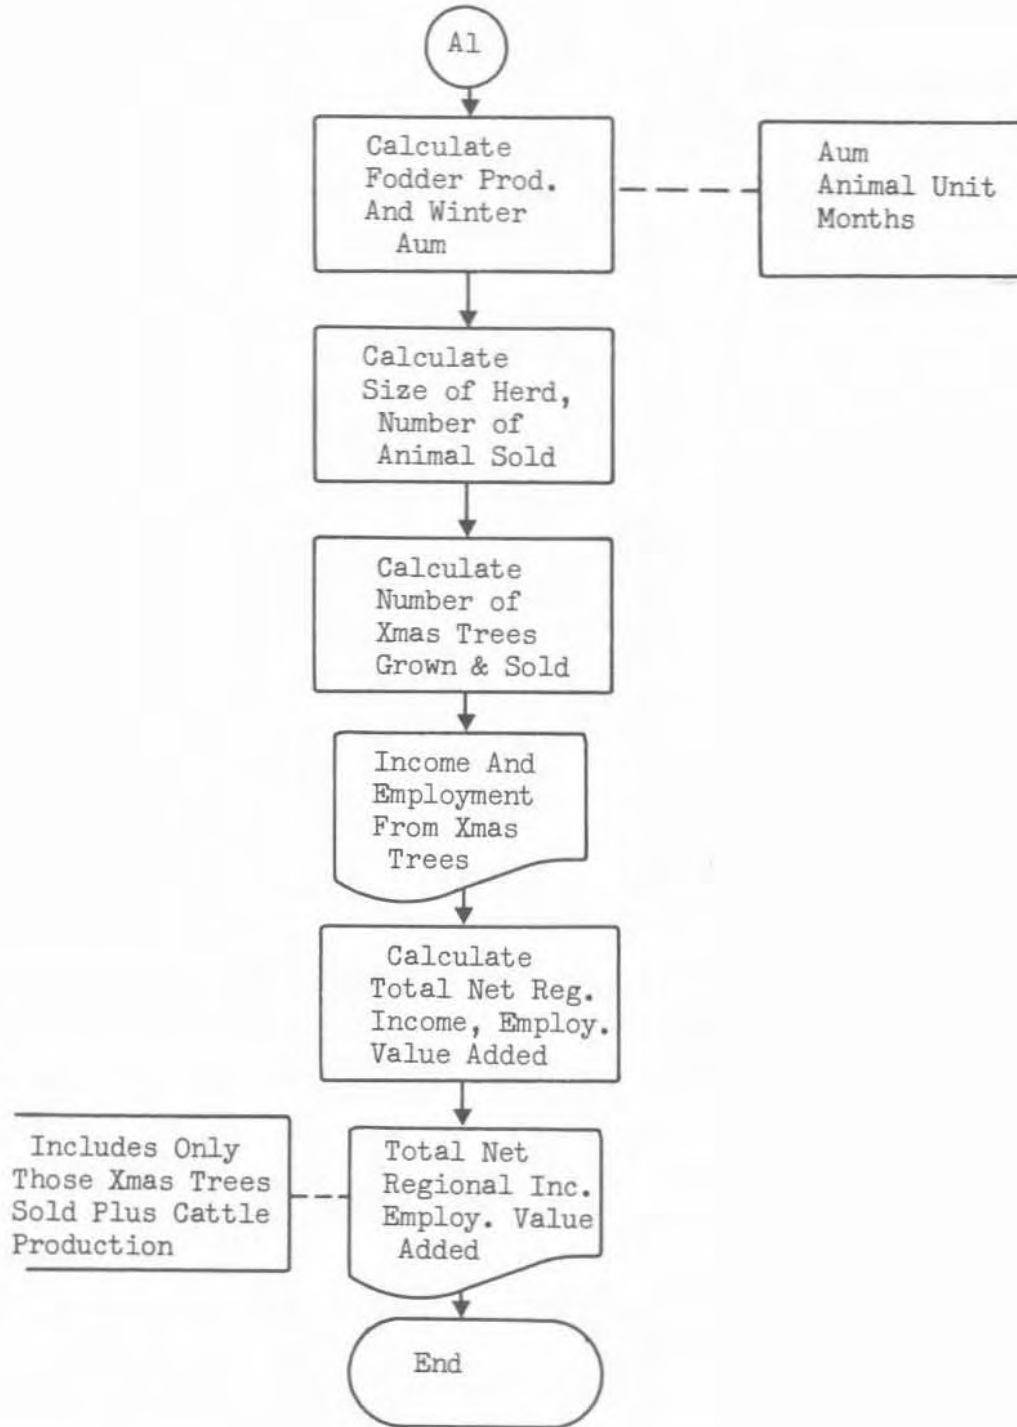 A1
Calculate
Fodder Prod.
And Winter
Aum
Aum
Animal Unit
Months
Calculate
Size of Herd,
Number of
Animal Sold
Calculate
Number of
Xmas Trees
Grown & Sold
Income And
Employment
From Xmas
Trees
Calculate
Total Net Reg.
Income, Employ.
Value Added
Includes Only
Those Xmas Trees
Sold Plus Cattle
Production
Total Net
Regional Inc.
Employ. Value
Added
End